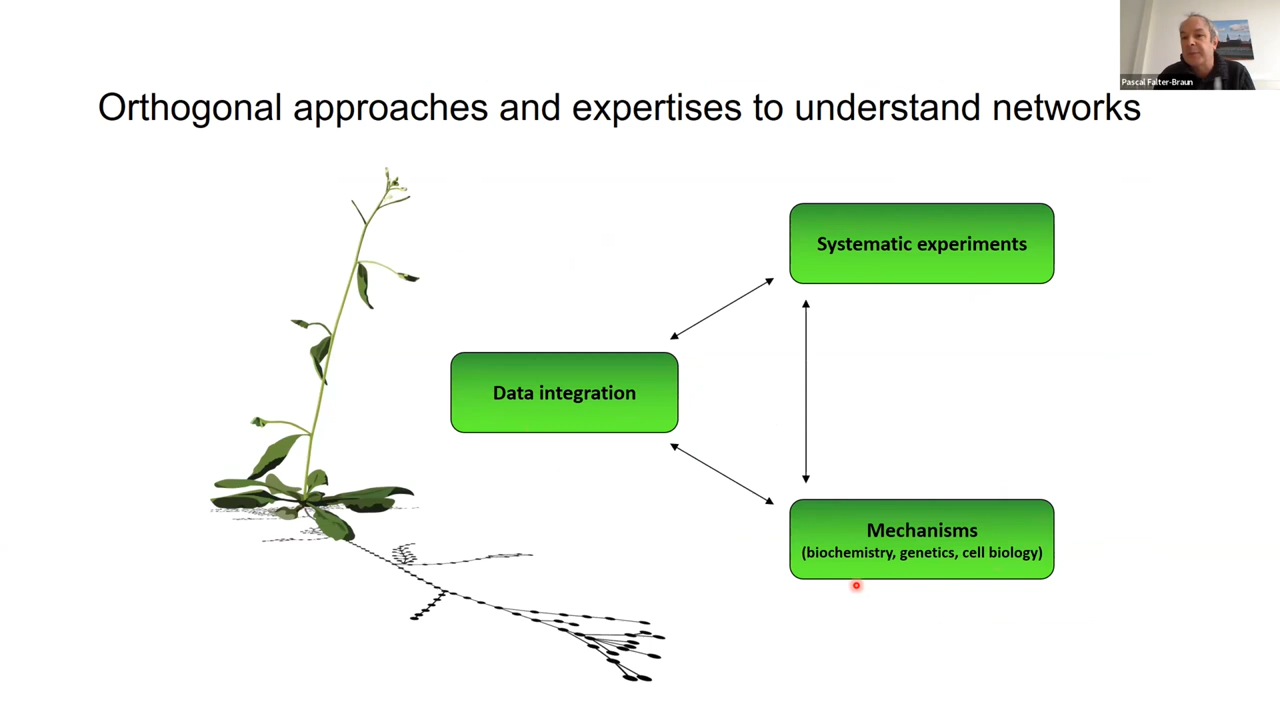 Pascal Falter-Braun
Orthogonal approaches and expertises to understand networks
Systematic experiments
Data integration
Mechanisms
(biochemistry, genetics, cell biology)